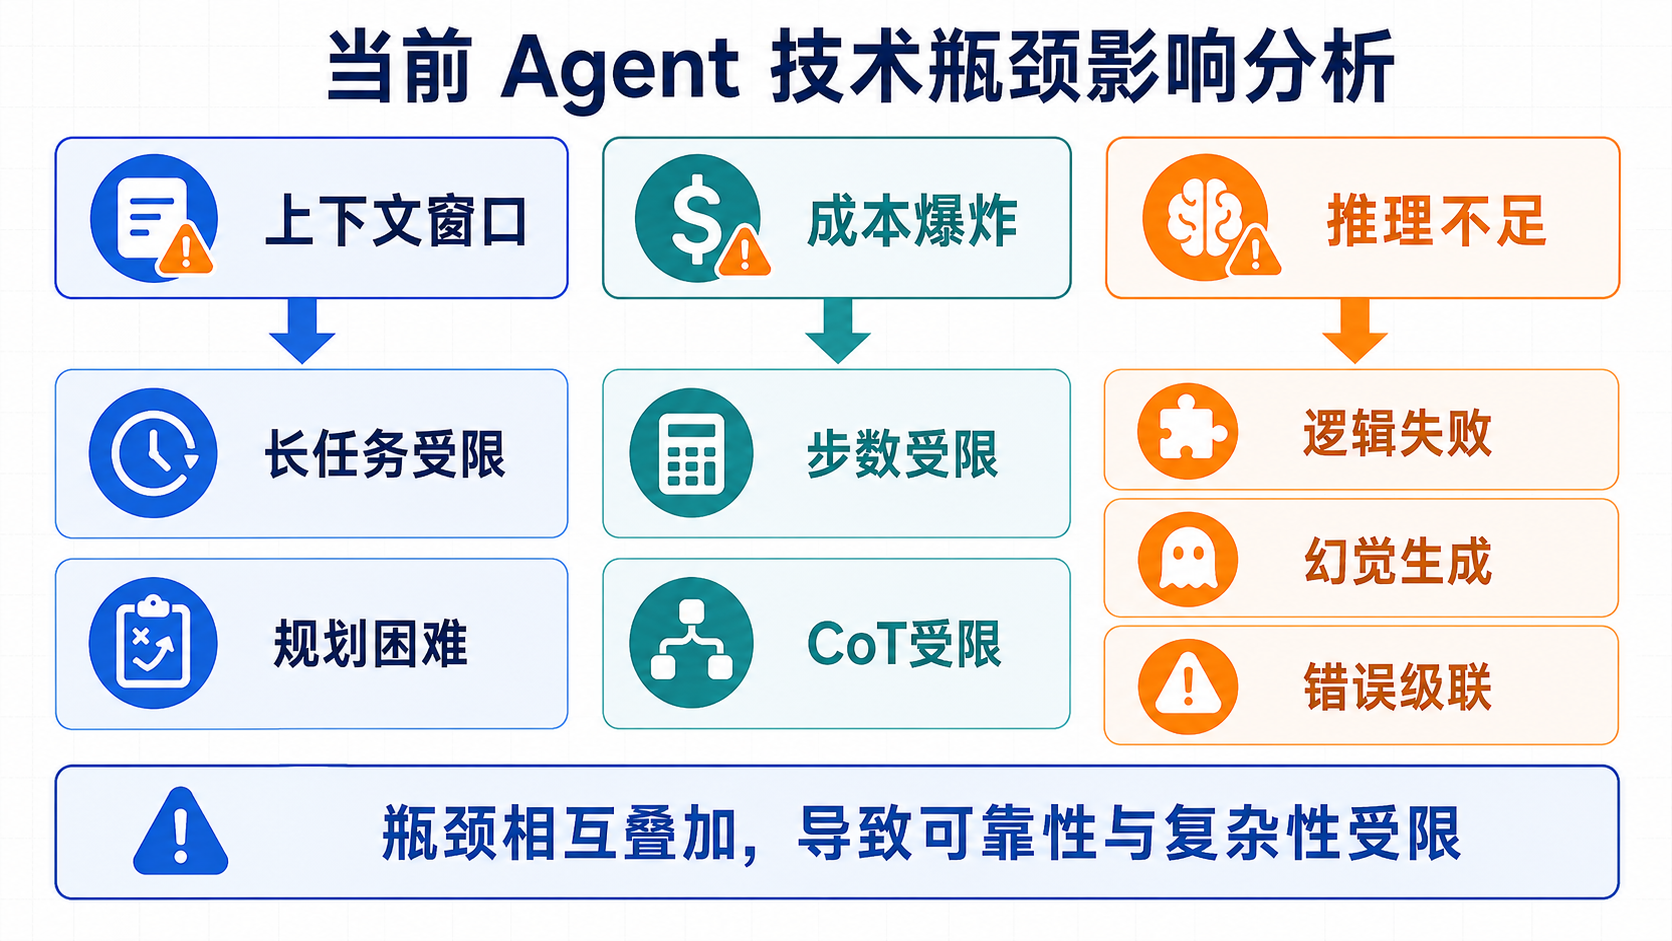 当前 Agent 技术瓶颈影响分析
上下文窗口
长任务受限
规划困难
成本爆炸
步数受限
CoT受限
推理不足
逻辑失败
幻觉生成
错误级联
瓶颈相互叠加，导致可靠性与复杂性受限